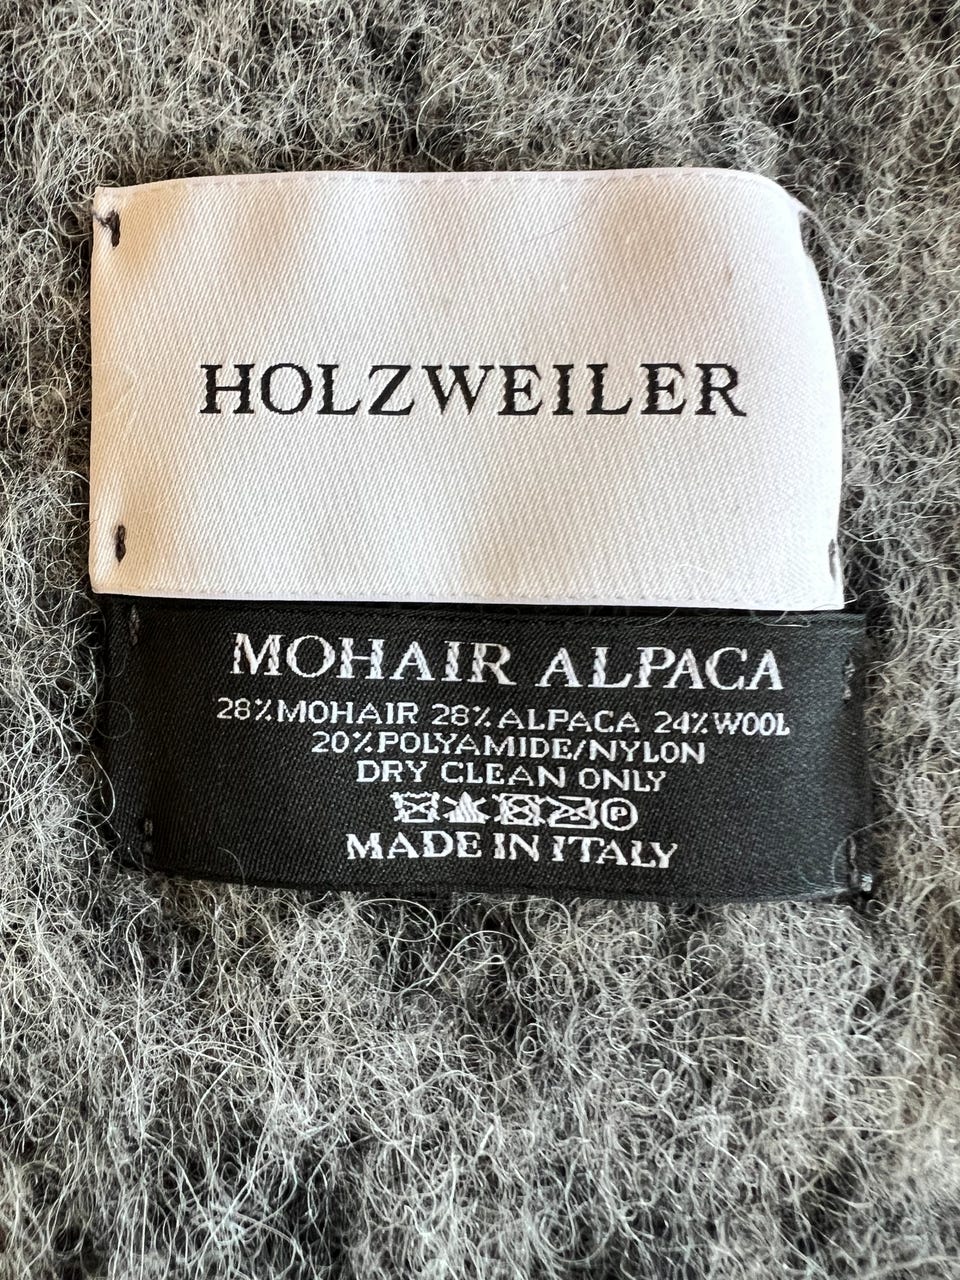 HOLZWEILER
MOHAIR ALPACA
28%MOHAIR 28%ALPACA 24%WOOL
20%POLYAMIDE/NYLON
DRY CLEAN ONLY
P
MADE IN ITALY